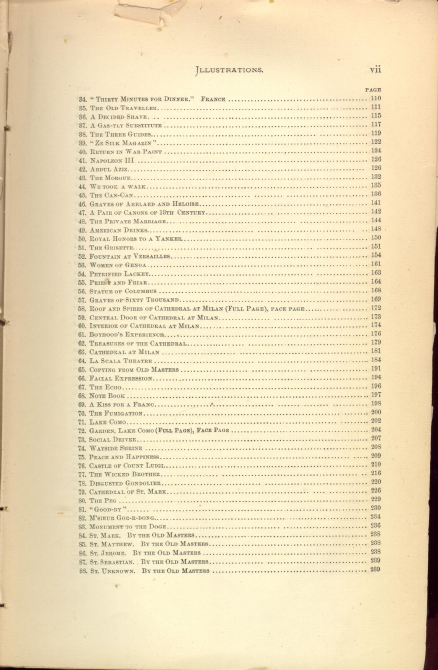 ILLUSTRATIONS. vii
PAGE
34. "THIRTY MINUTES FOR DINNER." FRANCE 110
35. THE OLD TRAVELLER 111
36. A DECIDED SHAVE 115
37. A GAS-TLY SUBSTITUTE 117
38. THE THREE GUIDES 119
39. "ZE SILK MAGAZIN" 122
40. RETURN IN WAR PAINT 124
41. NAPOLEON III 126
42. ABDUL AZIZ 126
43. THE MORGUE 132
44. WE TOOK A WALK 135
45. THE CAN-CAN 136
46. GRAVES OF ABELARD AND HELOISE 141
47. A PAIR OF CANONS OF 13TH CENTURY 142
48. THE PRIVATE MARRIAGE 144
49. AMERICAN DRINKS 148
50. ROYAL HONORS TO A YANKEE 150
51. THE GRISETTE 151
52. FOUNTAIN AT VERSAILLES 154
53. WOMEN OF GENOA 161
54. PETRIFIED LACKEY 163
55. PRIEST AND FRIAR 164
56. STATUE OF COLUMBUS 168
57. GRAVES OF SIXTY THOUSAND 169
58. ROOF AND SPIRES OF CATHEDRAL AT MILAN (FULL PAGE), FACE PAGE 172
59. CENTRAL DOOR OF CATHEDRAL AT MILAN 173
60. INTERIOR OF CATHEDRAL AT MILAN 174
61. BOYHOOD'S EXPERIENCE 176
62. TREASURES OF THE CATHEDRAL 179
63. CATHEDRAL AT MILAN 181
64. LA SCALA THEATRE 184
65. COPYING FROM OLD MASTERS 191
66. FACIAL EXPRESSION 194
67. THE ECHO 196
68. NOTE BOOK 197
69. A KISS FOR A FRANC 198
70. THE FUMIGATION 200
71. LAKE COMO 202
72. GARDEN, LAKE COMO (FULL PAGE), FACE PAGE 204
73. SOCIAL DRIVER 207
74. WAYSIDE SHRINE 208
75. PEACE AND HAPPINESS 209
76. CASTLE OF COUNT LUIGI 210
77. THE WICKED BROTHER 216
78. DISGUSTED GONDOLIER 220
79. CATHEDRAL OF ST. MARK 226
80. THE PEG 229
81. "GOOD-BY" 230
82. M'SIEUR GOR-R-DONG 234
83. MONUMENT TO THE DOGE 236
84. ST. MARK. BY THE OLD MASTERS 238
85. ST. MATTHEW. BY THE OLD MASTERS 238
86. ST. JEROME. BY THE OLD MASTERS 238
87. ST. SEBASTIAN. BY THE OLD MASTERS 239
88. ST. UNKNOWN. BY THE OLD MASTERS 239